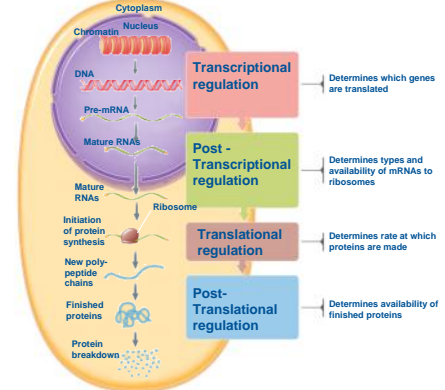 Cytoplasm
Nucleus
Chromatin
DNA
Pre-mRNA
Mature RNAs
Mature
RNAs
Ribosome
Initiation
of protein
synthesis
New poly-
peptide
chains
Finished
proteins
Protein
breakdown
Transcriptional
regulation
Determines which genes
are translated
Post -
Transcriptional
regulation
Determines types and
availability of mRNAs to
ribosomes
Translational
regulation
Determines rate at which
proteins are made
Post-
Translational
regulation
Determines availability of
finished proteins